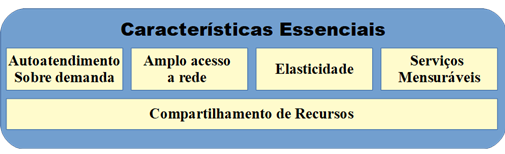 Características Essenciais
Autoatendimento
Sobre demanda
Amplo acesso
a rede
Elasticidade
Serviços
Mensuráveis
Compartilhamento de Recursos